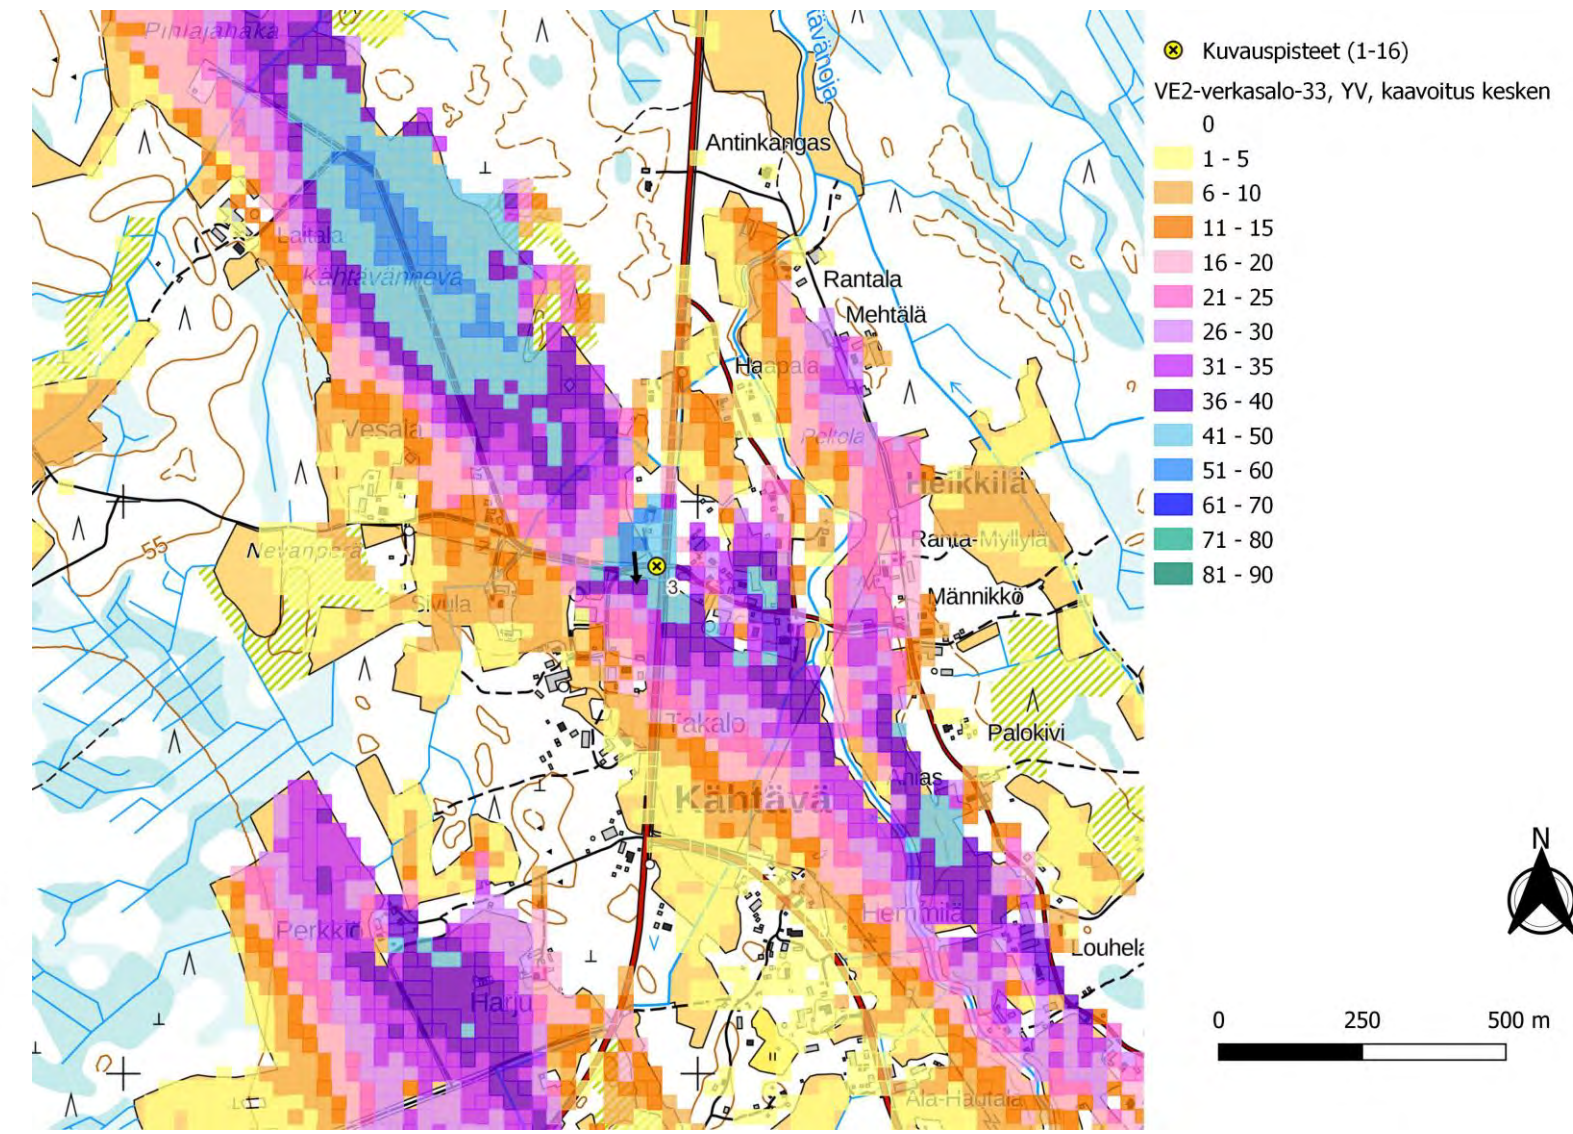 Pihlajahaka
Antinkangas
Rantala
Mehtälä
Laitala
Kähtävänneva
Haapala
Vesala
Peltola
Heikkilä
Nevanperä
Ranta-Myllylä
Männikkö
Sivula
3
55
Takalo
Palokivi
Anias
Kähtävä
Perkkiö
Hemmilä
Louhela
Harju
Ala-Hautala
Kuvauspisteet (1-16)
VE2-verkasalo-33, YV, kaavoitus kesken
0
1 - 5
6 - 10
11 - 15
16 - 20
21 - 25
26 - 30
31 - 35
36 - 40
41 - 50
51 - 60
61 - 70
71 - 80
81 - 90
N
0 250 500 m